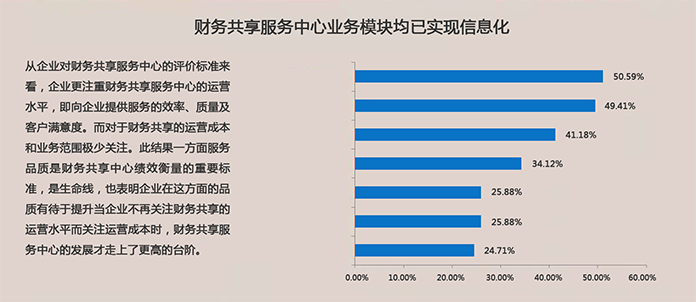 财务共享服务中心业务模块均已实现信息化
从企业对财务共享服务中心的评价标准来
看，企业更注重财务共享服务中心的运营
水平，即向企业提供服务的效率、质量及
客户满意度。而对于财务共享的运营成本
和业务范围极少关注。此结果一方面服务
品质是财务共享中心绩效衡量的重要标
准，是生命线，也表明企业在这方面的品
质有待于提升当企业不再关注财务共享的
运营水平而关注运营成本时，财务共享服
务中心的发展才走上了更高的台阶。
50.59%
49.41%
41.18%
34.12%
25.88%
25.88%
24.71%
0.00% 10.00% 20.00% 30.00% 40.00% 50.00% 60.00%